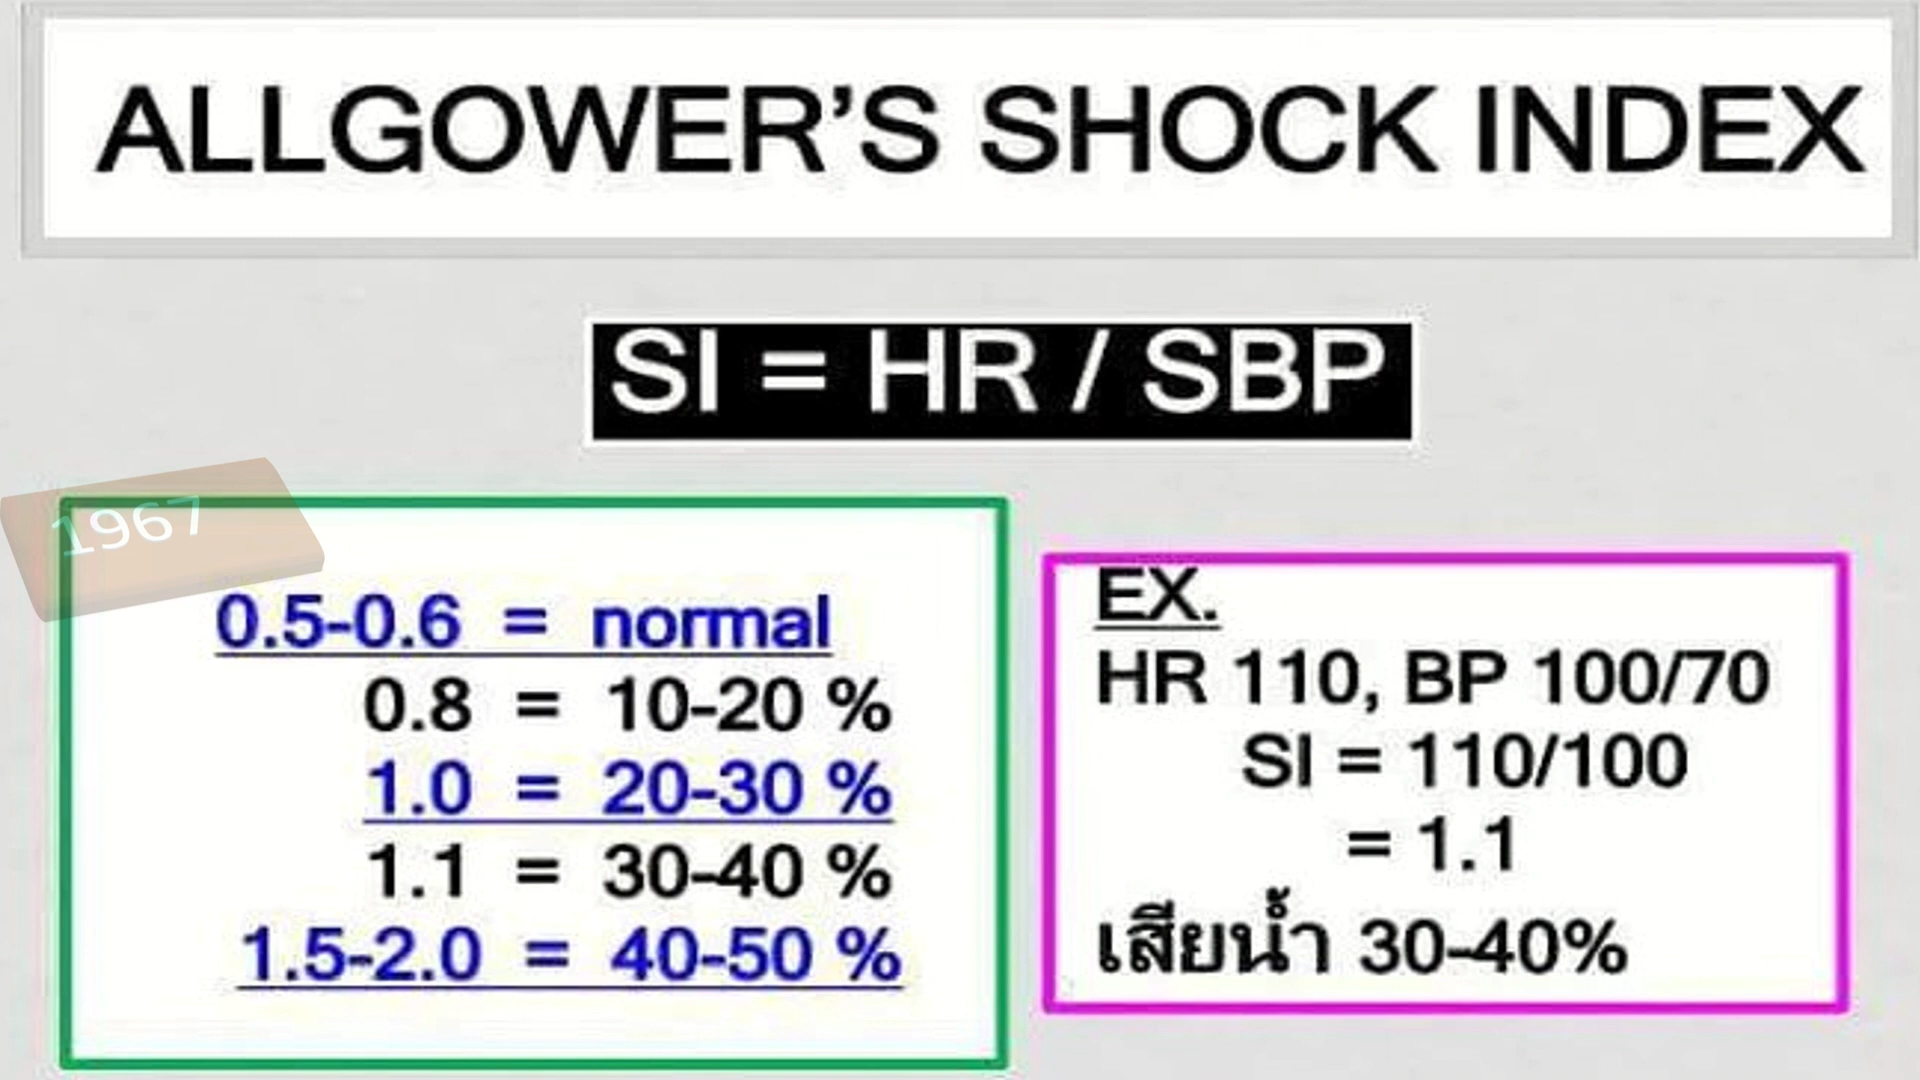 ALLGOWER’S SHOCK INDEX
SI = HR / SBP
1967
0.5-0.6 = normal
0.8 = 10-20 %
1.0 = 20-30 %
1.1 = 30-40 %
1.5-2.0 = 40-50 %
EX.
HR 110, BP 100/70
SI = 110/100
= 1.1
เสียน้ำ 30-40%